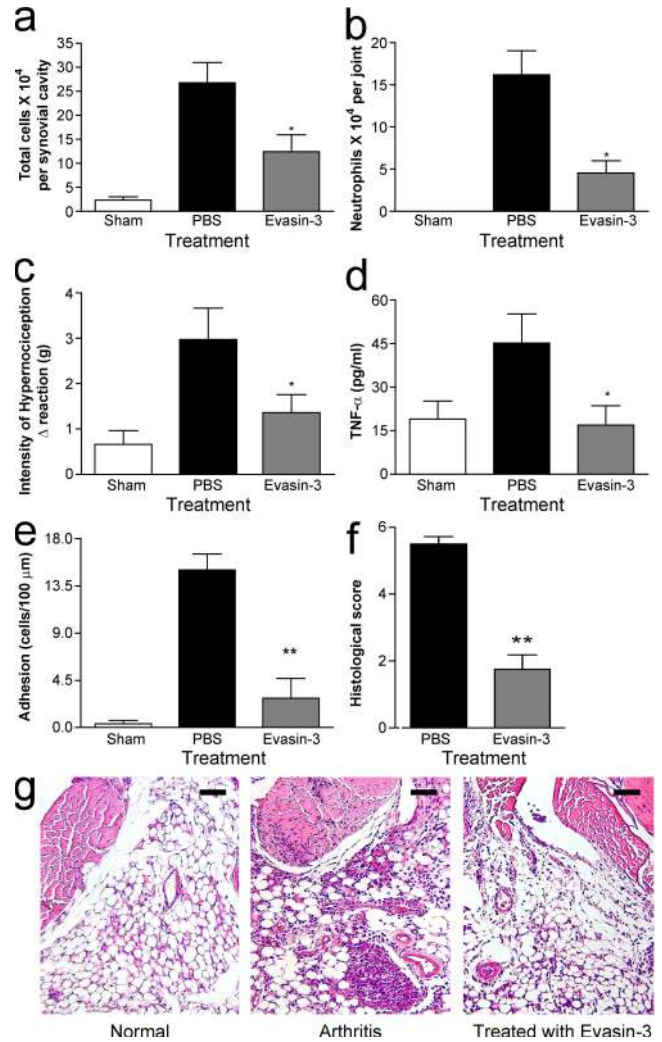 a
Total cells X 10⁴
per synovial cavity
35
30
25
20
15
10
5
0
*
Sham PBS Evasin-3
Treatment
b
Neutrophils X 10⁴ per joint
20
15
10
5
0
*
Sham PBS Evasin-3
Treatment
c
Intensity of Hypernociception
Δ reaction (g)
4
3
2
1
0
*
Sham PBS Evasin-3
Treatment
d
TNF-α (pg/ml)
60
45
30
15
0
*
Sham PBS Evasin-3
Treatment
e
Adhesion (cells/100 μm)
18.0
13.5
9.0
4.5
0.0
**
Sham PBS Evasin-3
Treatment
f
Histological score
6
4
2
0
**
PBS Evasin-3
Treatment
g
Normal Arthritis Treated with Evasin-3